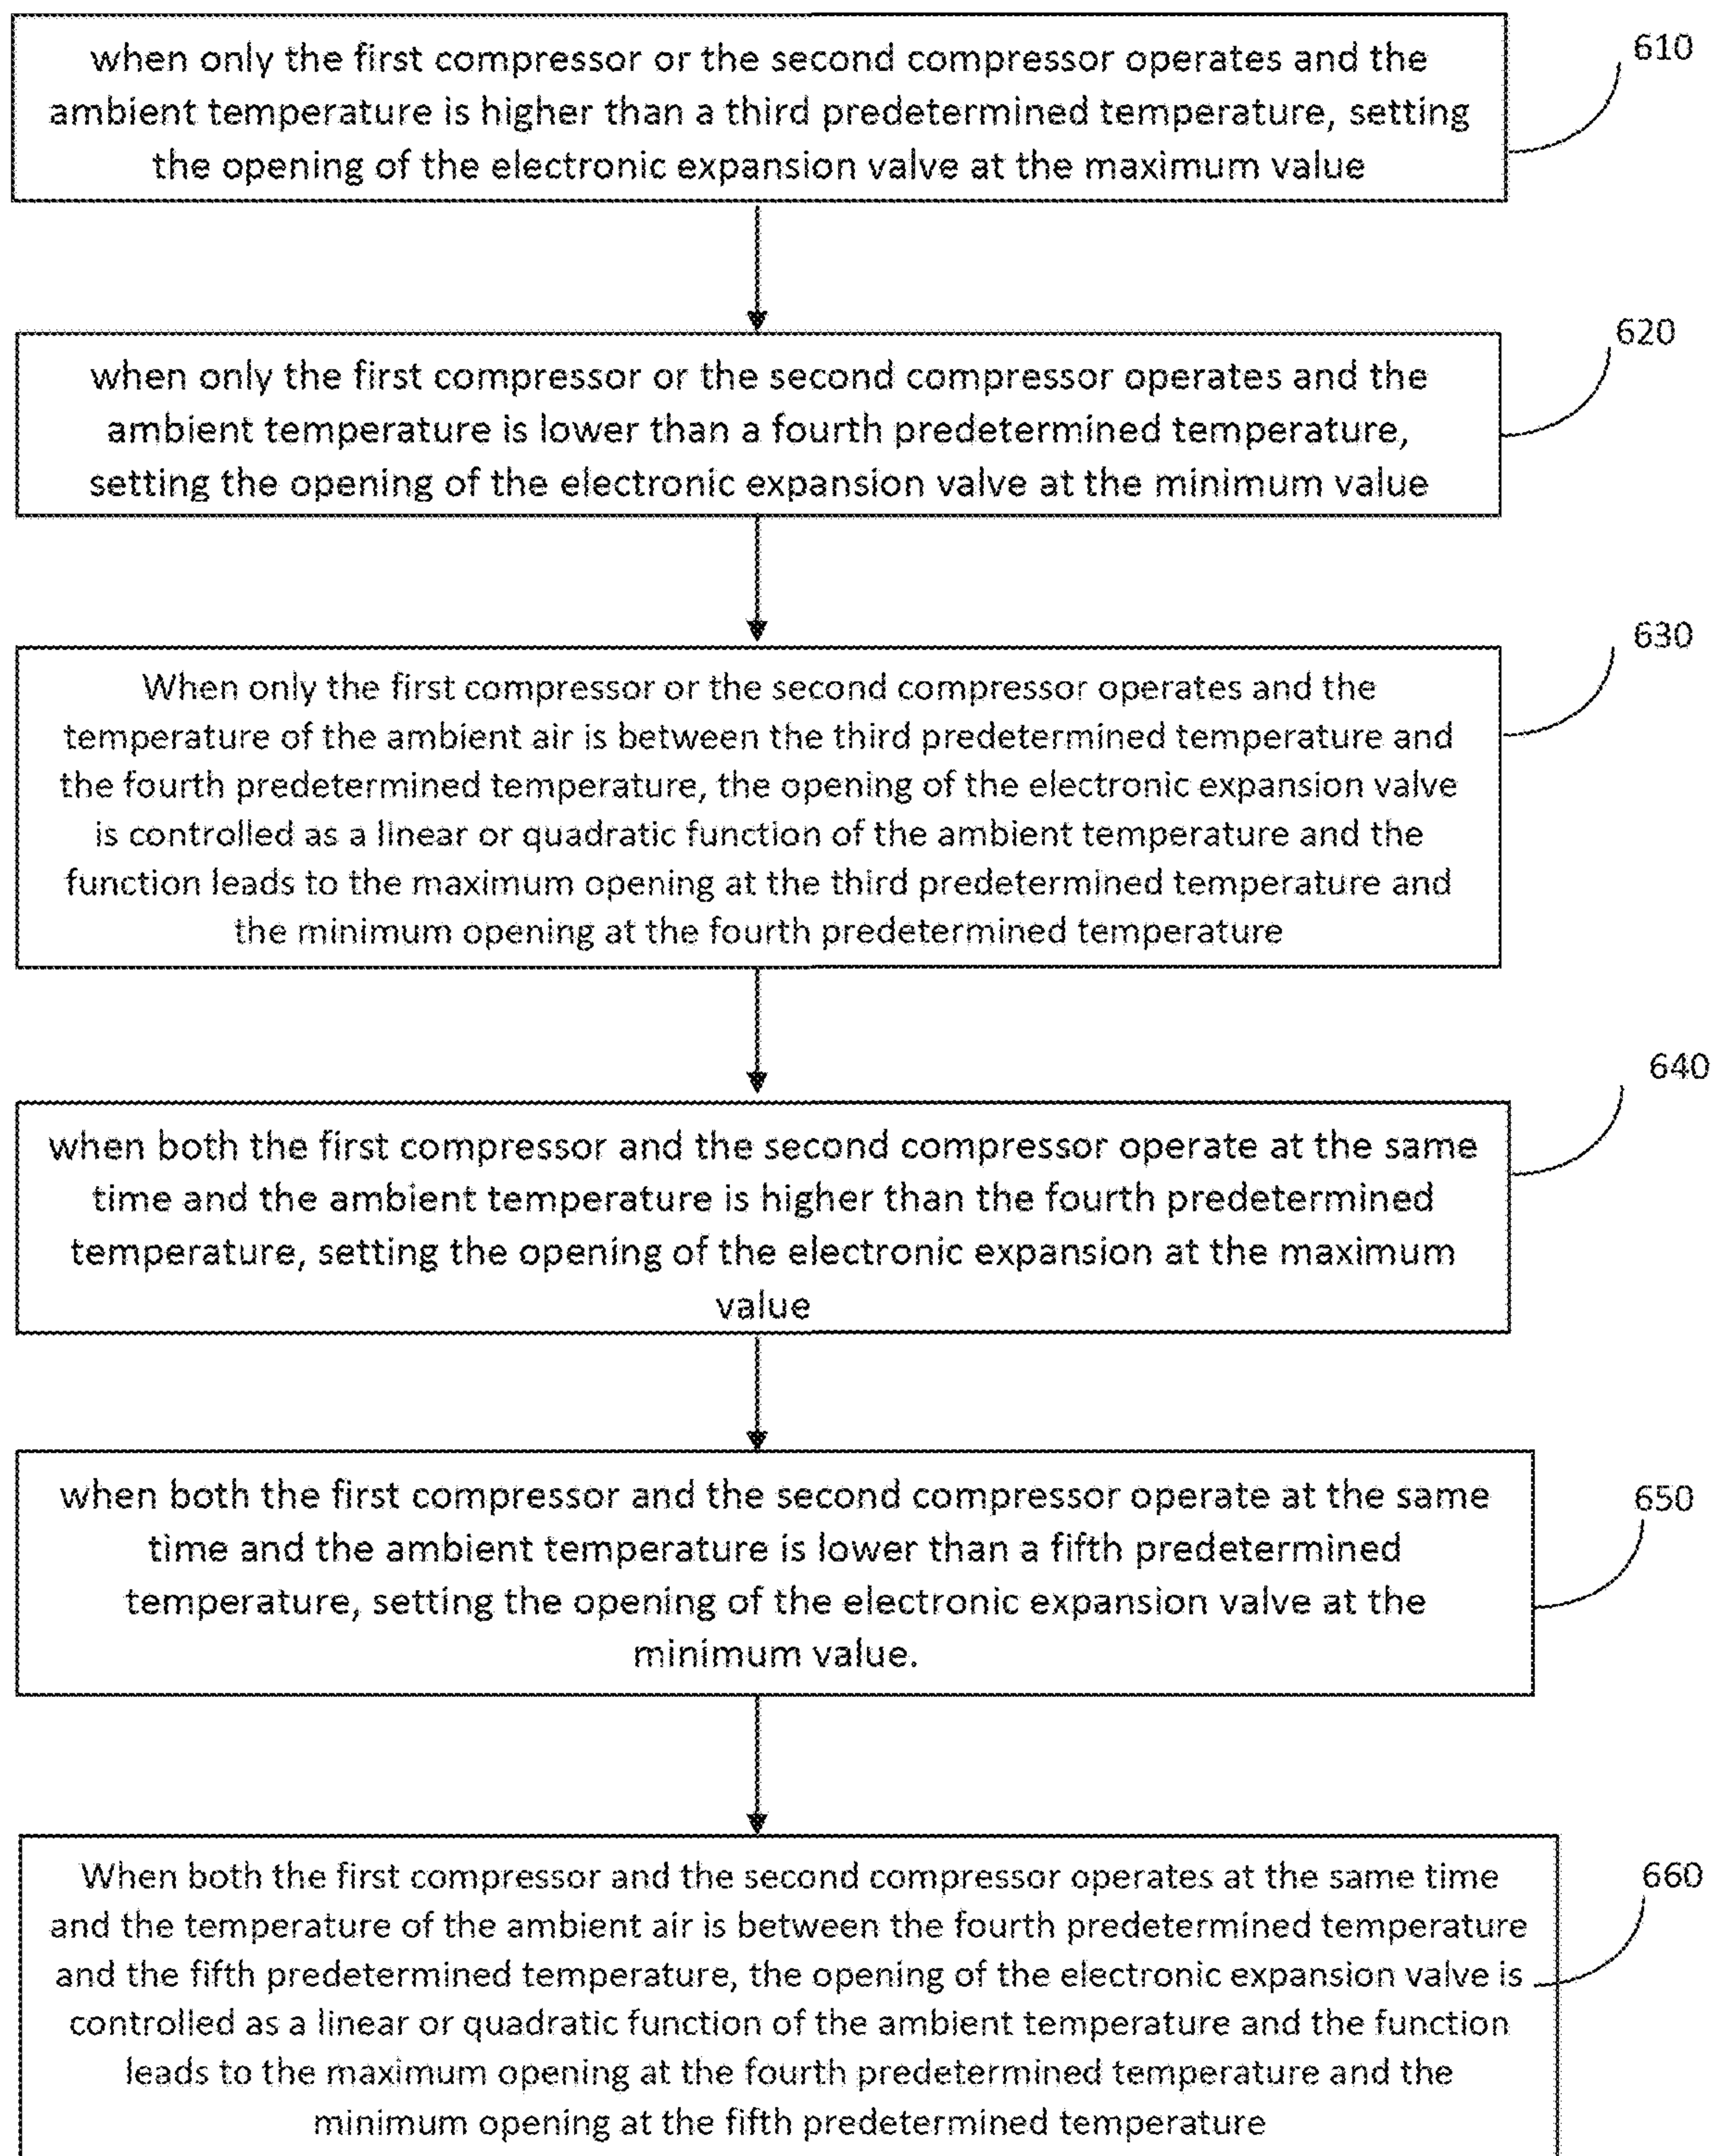 when only the first compressor or the second compressor operates and the
ambient temperature is higher than a third predetermined temperature, setting
the opening of the electronic expansion valve at the maximum value
610
when only the first compressor or the second compressor operates and the
ambient temperature is lower than a fourth predetermined temperature,
setting the opening of the electronic expansion valve at the minimum value
620
When only the first compressor or the second compressor operates and the
temperature of the ambient air is between the third predetermined temperature and
the fourth predetermined temperature, the opening of the electronic expansion valve
is controlled as a linear or quadratic function of the ambient temperature and the
function leads to the maximum opening at the third predetermined temperature and
the minimum opening at the fourth predetermined temperature
630
when both the first compressor and the second compressor operate at the same
time and the ambient temperature is higher than the fourth predetermined
temperature, setting the opening of the electronic expansion at the maximum
value
640
when both the first compressor and the second compressor operate at the same
time and the ambient temperature is lower than a fifth predetermined
temperature, setting the opening of the electronic expansion valve at the
minimum value.
650
When both the first compressor and the second compressor operates at the same time
and the temperature of the ambient air is between the fourth predetermined temperature
and the fifth predetermined temperature, the opening of the electronic expansion valve is
controlled as a linear or quadratic function of the ambient temperature and the function
leads to the maximum opening at the fourth predetermined temperature and the
minimum opening at the fifth predetermined temperature
660